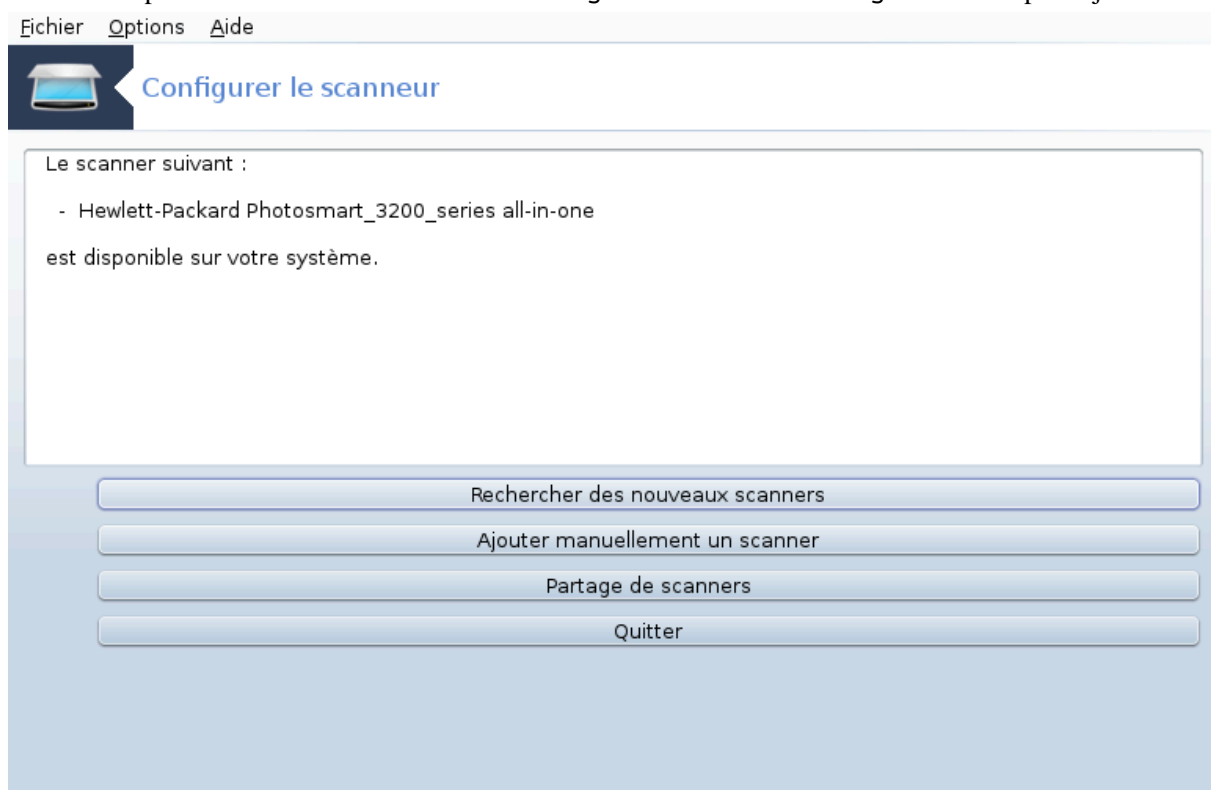 Fichier Options Aide
Configurer le scanneur
Le scanner suivant :
- Hewlett-Packard Photosmart_3200_series all-in-one
est disponible sur votre système.
Rechercher des nouveaux scanners
Ajouter manuellement un scanner
Partage de scanners
Quitter